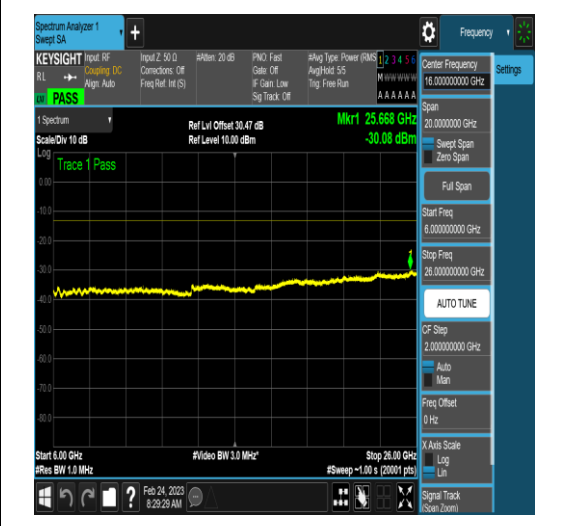 Spectrum Analyzer 1
Swept SA
+
Frequency
KEYSIGHT
RL
Input: RF
Coupling: DC
Align: Auto
Input Z: 50 Ω
Corrections: Off
Freq Ref: Int (S)
#Atten: 20 dB
PNO: Fast
Gate: Off
IF Gain: Low
Sig Track: Off
#Avg Type: Power (RMS
Avg|Hold: 5/5
Trig: Free Run
1 2 3 4 5 6
M W W W W W
A A A A A A
PASS
1 Spectrum
Scale/Div 10 dB
Ref Lvl Offset 30.47 dB
Ref Level 10.00 dBm
Mkr1 25.668 GHz
-30.08 dBm
Log
Trace 1 Pass
0.00
-10.0
-20.0
-30.0
-40.0
-50.0
-60.0
-70.0
-80.0
1
Start 6.00 GHz
#Res BW 1.0 MHz
#Video BW 3.0 MHz*
Stop 26.00 GHz
#Sweep ~1.00 s (20001 pts)
Feb 24, 2023
8:29:29 AM
?
Center Frequency
16.000000000 GHz
Settings
Span
20.0000000 GHz
Swept Span
Zero Span
Full Span
Start Freq
6.000000000 GHz
Stop Freq
26.000000000 GHz
AUTO TUNE
CF Step
2.000000000 GHz
Auto
Man
Freq Offset
0 Hz
X Axis Scale
Log
Lin
Signal Track
(Span Zoom)